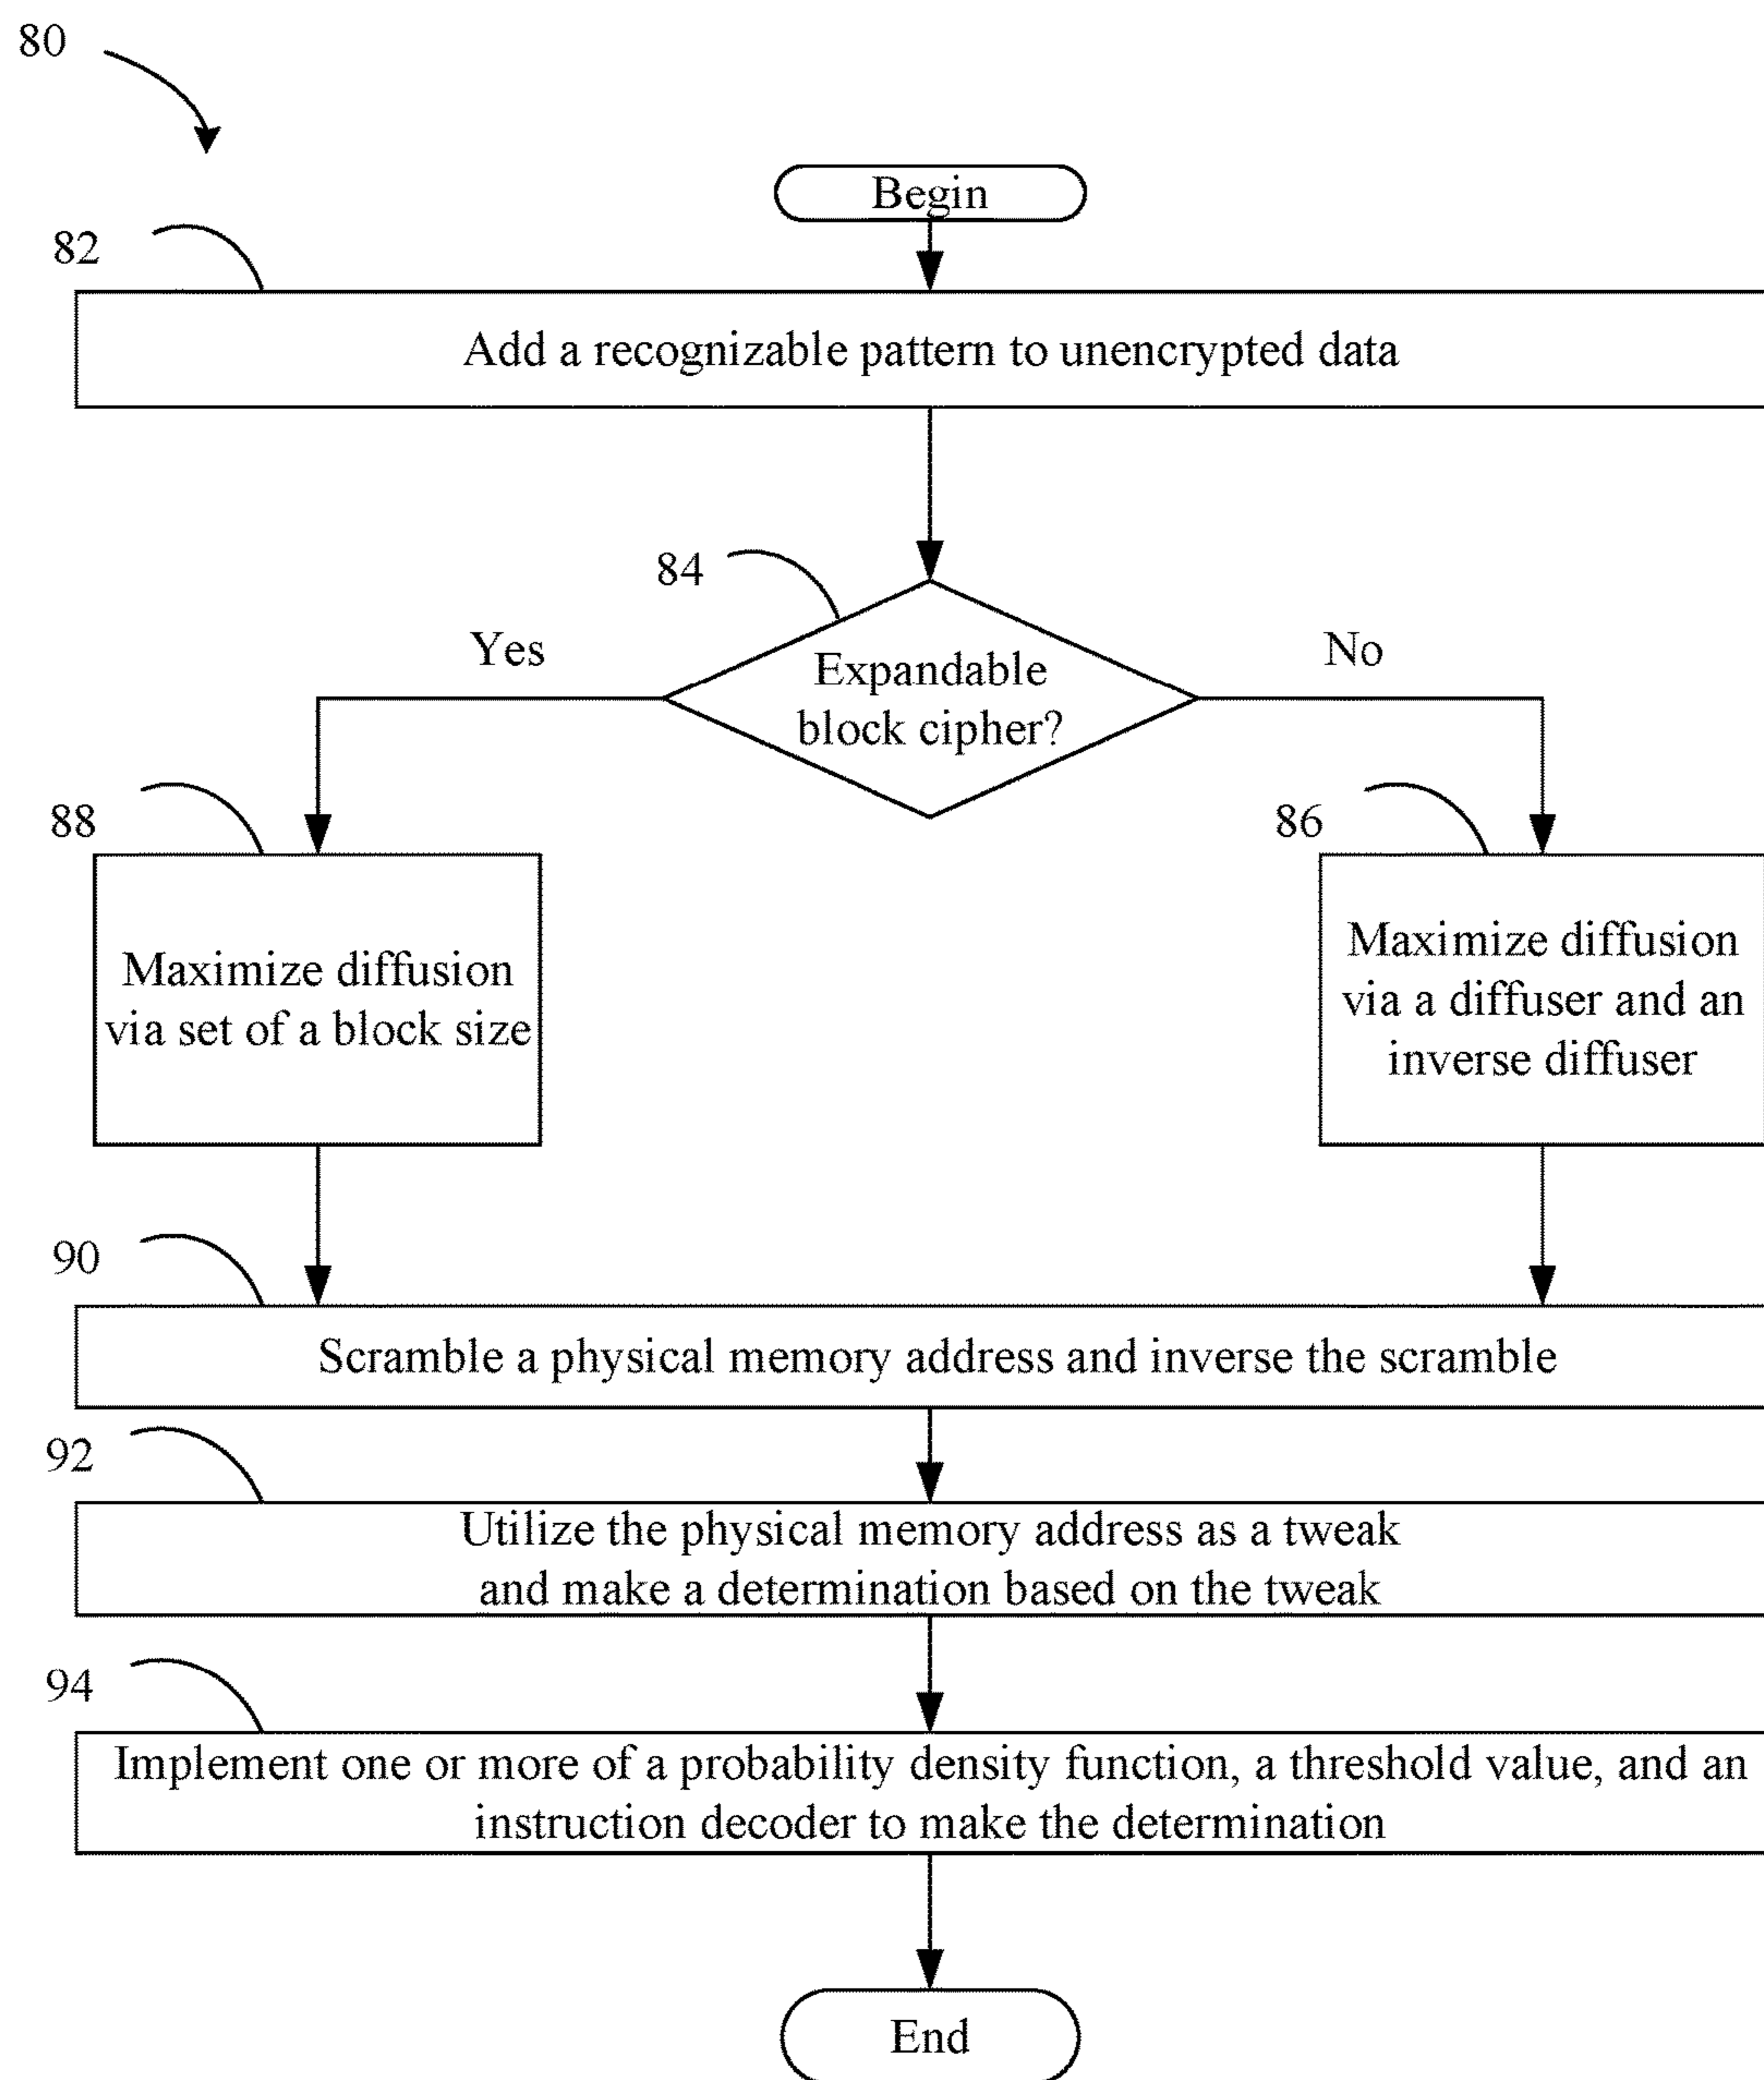 80
Begin
82
Add a recognizable pattern to unencrypted data
84
Yes
Expandable
block cipher?
No
88
Maximize diffusion
via set of a block size
86
Maximize diffusion
via a diffuser and an
inverse diffuser
90
Scramble a physical memory address and inverse the scramble
92
Utilize the physical memory address as a tweak
and make a determination based on the tweak
94
Implement one or more of a probability density function, a threshold value, and an
instruction decoder to make the determination
End